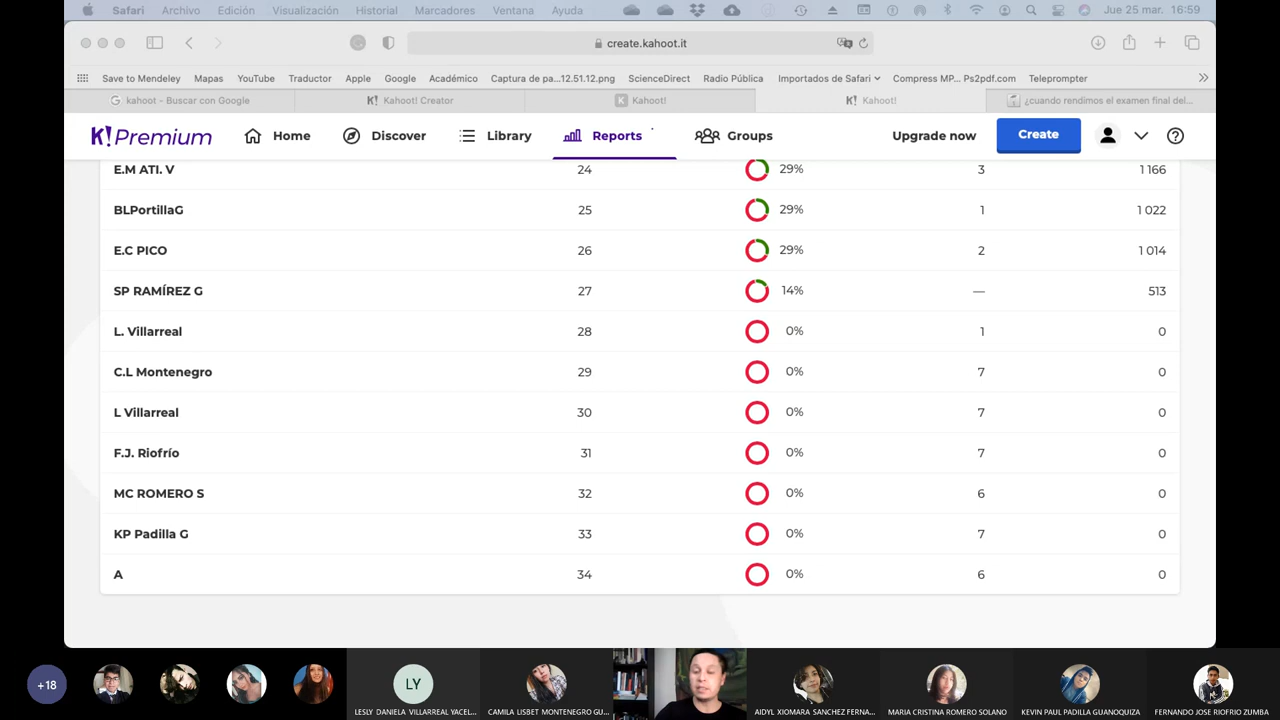 Safari Archivo Edición Visualización Historial Marcadores Ventana Ayuda Jue 25 mar. 16:59
create.kahoot.it
Save to Mendeley Mapas YouTube Traductor Apple Google Académico Captura de pa...12.51.12.png ScienceDirect Radio Pública Importados de Safari Compress MP... Ps2pdf.com Teleprompter
kahoot - Buscar con Google K! Kahoot! Creator K Kahoot! K! Kahoot! ¿cuando rendimos el examen final del...
K! Premium Home Discover Library Reports Groups Upgrade now Create
E.M ATI. V 24 29% 3 1 166
BLPortillaG 25 29% 1 1 022
E.C PICO 26 29% 2 1 014
SP RAMÍREZ G 27 14% — 513
L. Villarreal 28 0% 1 0
C.L Montenegro 29 0% 7 0
L Villarreal 30 0% 7 0
F.J. Riofrío 31 0% 7 0
MC ROMERO S 32 0% 6 0
KP Padilla G 33 0% 7 0
A 34 0% 6 0
+18 LY
LESLY DANIELA VILLARREAL YACEL... CAMILA LISBET MONTENEGRO GU... AIDYL XIOMARA SANCHEZ FERNA... MARIA CRISTINA ROMERO SOLANO KEVIN PAUL PADILLA GUANOQUIZA FERNANDO JOSE RIOFRIO ZUMBA